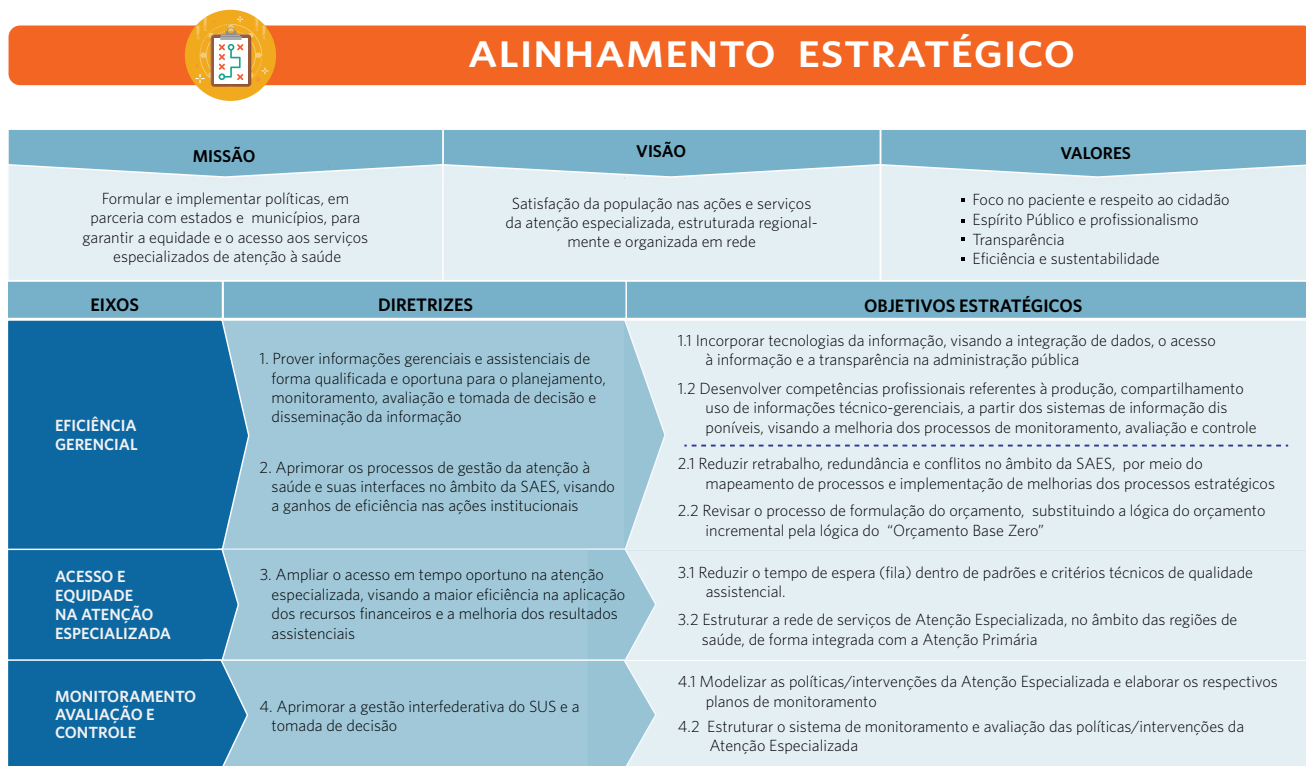 ALINHAMENTO ESTRATÉGICO
MISSÃO
Formular e implementar políticas, em
parceria com estados e municípios, para
garantir a equidade e o acesso aos serviços
especializados de atenção à saúde
VISÃO
Satisfação da população nas ações e serviços
da atenção especializada, estruturada regional-
mente e organizada em rede
VALORES
▪ Foco no paciente e respeito ao cidadão
▪ Espírito Público e profissionalismo
▪ Transparência
▪ Eficiência e sustentabilidade
EIXOS
DIRETRIZES
OBJETIVOS ESTRATÉGICOS
EFICIÊNCIA
GERENCIAL
1. Prover informações gerenciais e assistenciais de
forma qualificada e oportuna para o planejamento,
monitoramento, avaliação e tomada de decisão e
disseminação da informação
2. Aprimorar os processos de gestão da atenção à
saúde e suas interfaces no âmbito da SAES, visando
a ganhos de eficiência nas ações institucionais
1.1 Incorporar tecnologias da informação, visando a integração de dados, o acesso
à informação e a transparência na administração pública
1.2 Desenvolver competências profissionais referentes à produção, compartilhamento
uso de informações técnico-gerenciais, a partir dos sistemas de informação dis
poníveis, visando a melhoria dos processos de monitoramento, avaliação e controle
2.1 Reduzir retrabalho, redundância e conflitos no âmbito da SAES, por meio do
mapeamento de processos e implementação de melhorias dos processos estratégicos
2.2 Revisar o processo de formulação do orçamento, substituindo a lógica do orçamento
incremental pela lógica do “Orçamento Base Zero”
ACESSO E
EQUIDADE
NA ATENÇÃO
ESPECIALIZADA
3. Ampliar o acesso em tempo oportuno na atenção
especializada, visando a maior eficiência na aplicação
dos recursos financeiros e a melhoria dos resultados
assistenciais
3.1 Reduzir o tempo de espera (fila) dentro de padrões e critérios técnicos de qualidade
assistencial.
3.2 Estruturar a rede de serviços de Atenção Especializada, no âmbito das regiões de
saúde, de forma integrada com a Atenção Primária
MONITORAMENTO
AVALIAÇÃO E
CONTROLE
4. Aprimorar a gestão interfederativa do SUS e a
tomada de decisão
4.1 Modelizar as políticas/intervenções da Atenção Especializada e elaborar os respectivos
planos de monitoramento
4.2 Estruturar o sistema de monitoramento e avaliação das políticas/intervenções da
Atenção Especializada